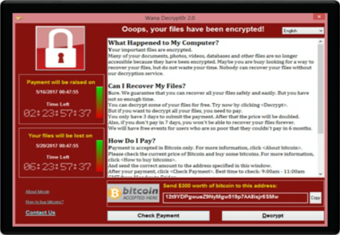 Wana Decrypt0r 2.0
Ooops, your files have been encrypted!
English
What Happened to My Computer?
Your important files are encrypted.
Many of your documents, photos, videos, databases and other files are no longer
accessible because they have been encrypted. Maybe you are busy looking for a way to
recover your files, but do not waste your time. Nobody can recover your files without
our decryption service.
Can I Recover My Files?
Sure. We guarantee that you can recover all your files safely and easily. But you have
not so enough time.
You can decrypt some of your files for free. Try now by clicking <Decrypt>.
But if you want to decrypt all your files, you need to pay.
You only have 3 days to submit the payment. After that the price will be doubled.
Also, if you don't pay in 7 days, you won't be able to recover your files forever.
We will have free events for users who are so poor that they couldn't pay in 6 months.
How Do I Pay?
Payment is accepted in Bitcoin only. For more information, click <About bitcoin>.
Please check the current price of Bitcoin and buy some bitcoins. For more information,
click <How to buy bitcoins>.
And send the correct amount to the address specified in this window.
After your payment, click <Check Payment>. Best time to check: 9:00am - 11:00am
Payment will be raised on
5/16/2017 00:47:55
Time Left
02:23:57:37
Your files will be lost on
5/20/2017 00:47:55
Time Left
06:23:57:37
About bitcoin
How to buy bitcoins?
Contact Us
bitcoin
ACCEPTED HERE
Send $300 worth of bitcoin to this address:
Copy
Check Payment
Decrypt